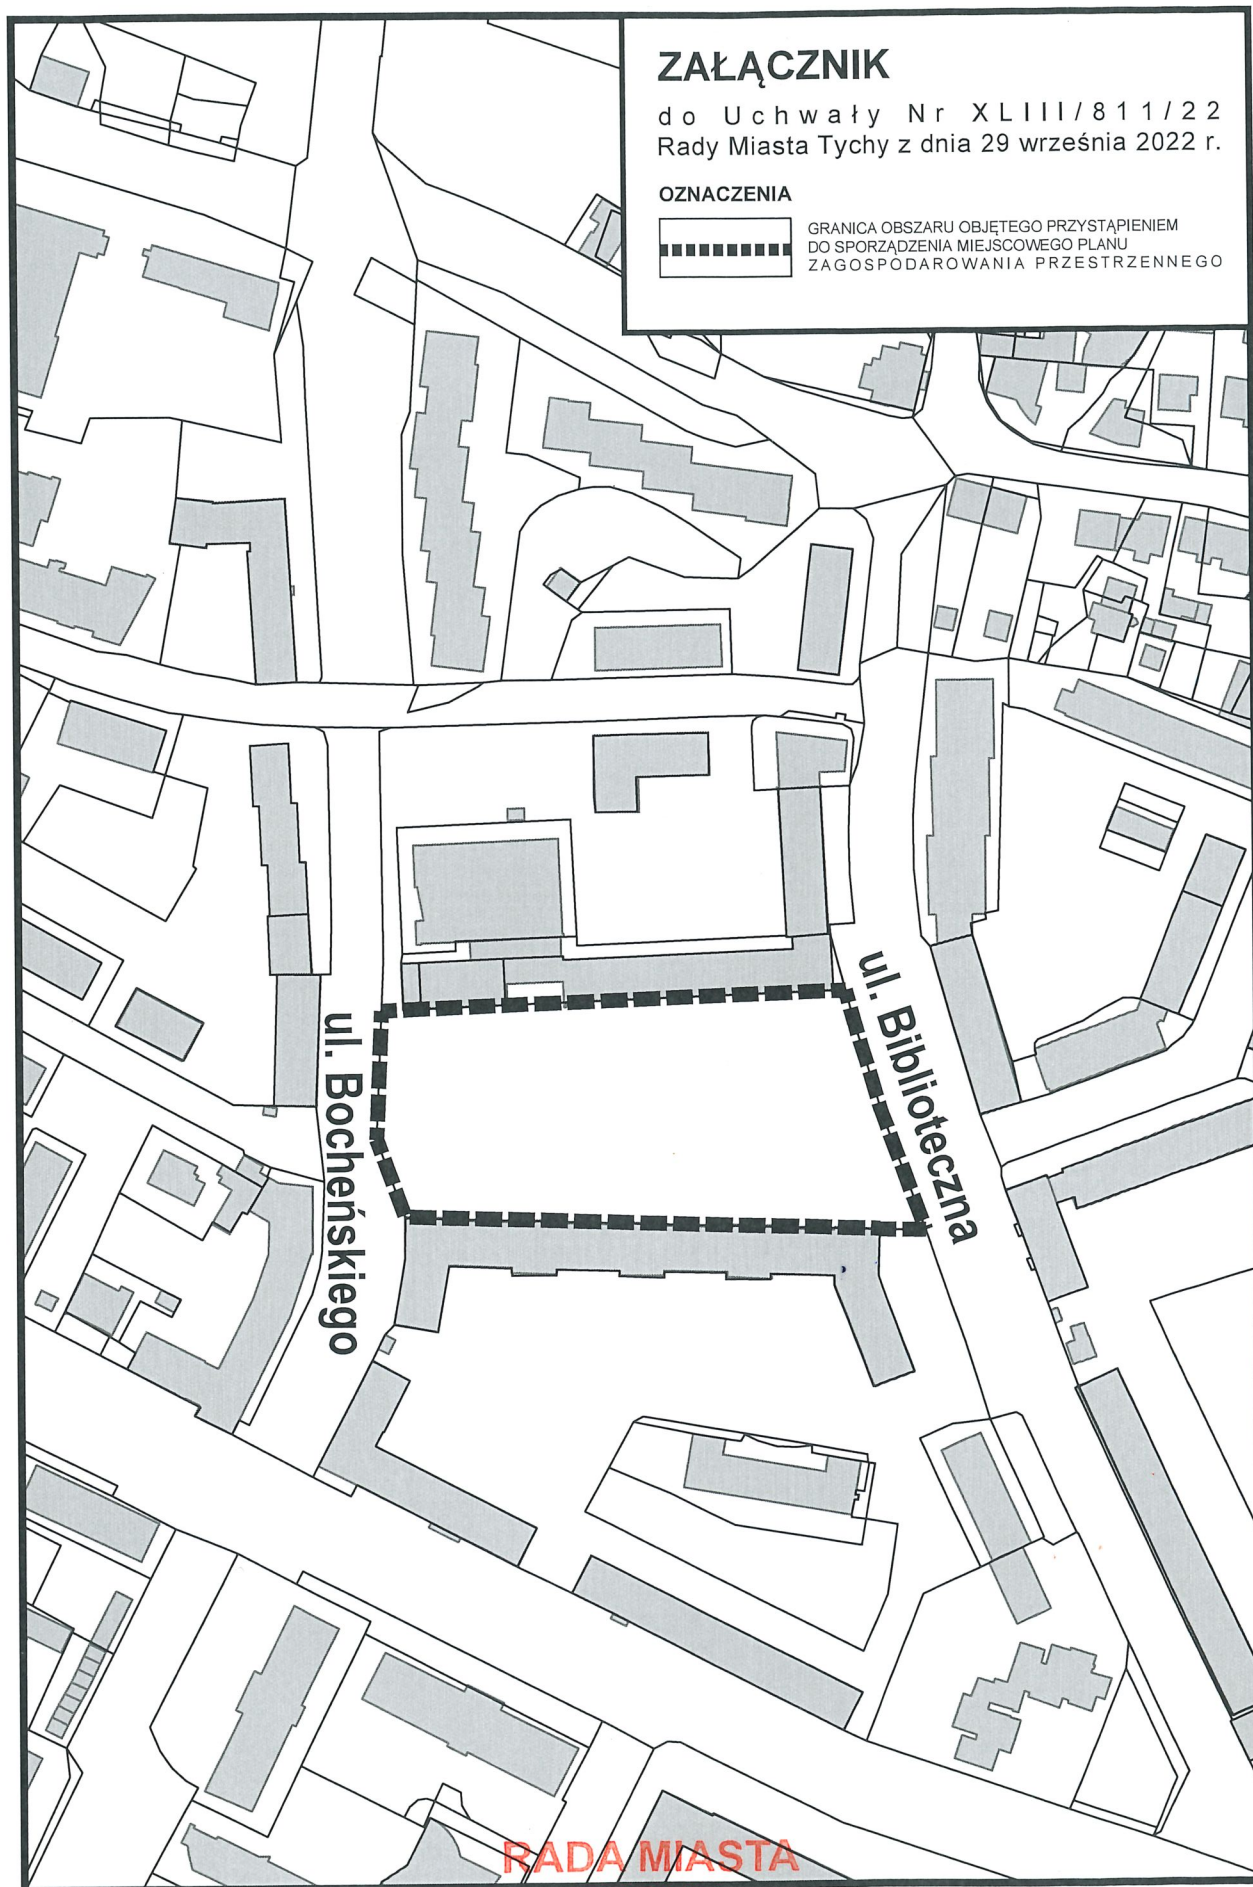 ZAŁĄCZNIK
do Uchwały Nr XLIII/811/22
Rady Miasta Tychy z dnia 29 września 2022 r.
OZNACZENIA
GRANICA OBSZARU OBJĘTEGO PRZYSTĄPIENIEM
DO SPORZĄDZENIA MIEJSCOWEGO PLANU
ZAGOSPODAROWANIA PRZESTRZENNEGO
ul. Biblioteczna
ul. Bocheńskiego
RADA MIASTA